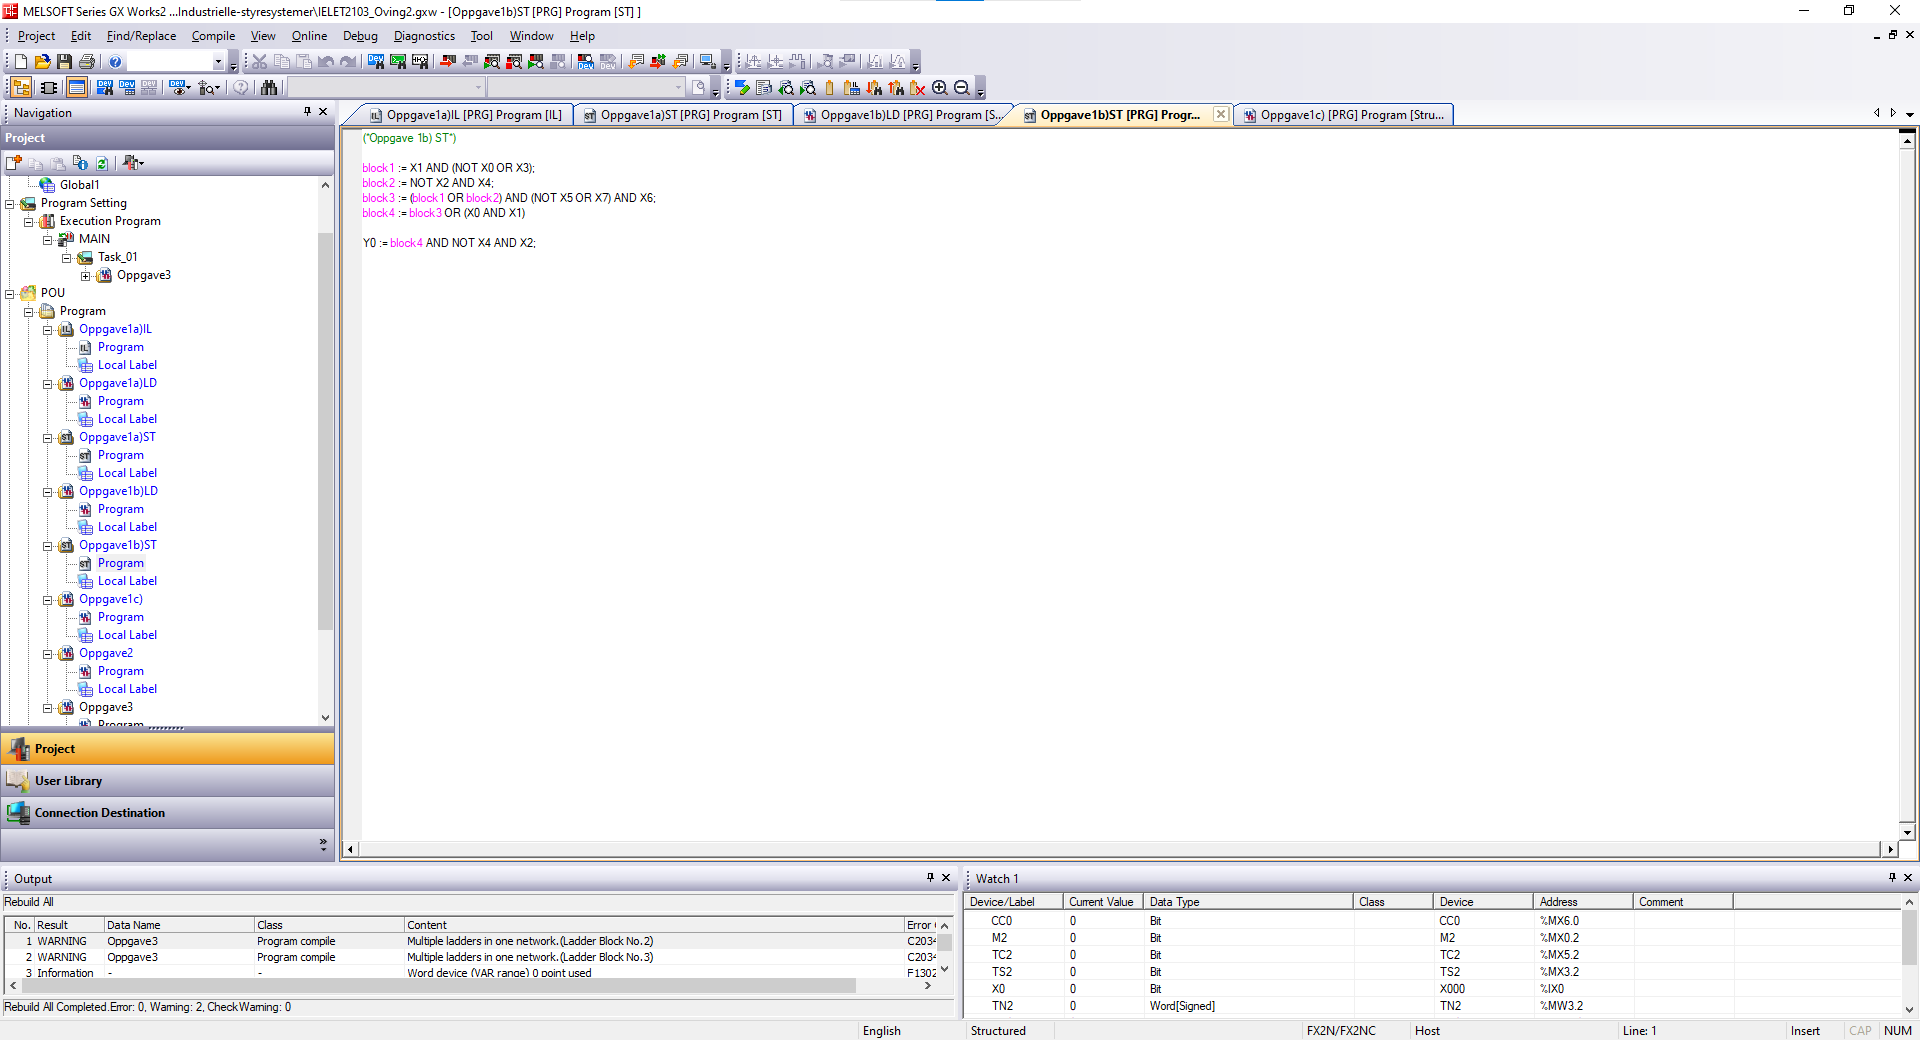 MELSOFT Series GX Works2 ...Industrielle-styresystemer\IELET2103_Oving2.gxw - [Oppgave1b)ST [PRG] Program [ST] ]
Project Edit Find/Replace Compile View Online Debug Diagnostics Tool Window Help
Navigation
Oppgave1a)IL [PRG] Program [IL]
Oppgave1a)ST [PRG] Program [ST]
Oppgave1b)LD [PRG] Program [S...
Oppgave1b)ST [PRG] Progr...
Oppgave1c) [PRG] Program [Stru...
Project
Global1
Program Setting
Execution Program
MAIN
Task_01
Oppgave3
POU
Program
Oppgave1a)IL
Program
Local Label
Oppgave1a)LD
Program
Local Label
Oppgave1a)ST
Program
Local Label
Oppgave1b)LD
Program
Local Label
Oppgave1b)ST
Program
Local Label
Oppgave1c)
Program
Local Label
Oppgave2
Program
Local Label
Oppgave3
Program
Project
User Library
Connection Destination
(*Oppgave 1b) ST*)
block1 := X1 AND (NOT X0 OR X3);
block2 := NOT X2 AND X4;
block3 := (block1 OR block2) AND (NOT X5 OR X7) AND X6;
block4 := block3 OR (X0 AND X1)
Y0 := block4 AND NOT X4 AND X2;
Output
Rebuild All
No. Result Data Name Class Content Error
1 WARNING Oppgave3 Program compile Multiple ladders in one network.(Ladder Block No.2) C2034
2 WARNING Oppgave3 Program compile Multiple ladders in one network.(Ladder Block No.3) C2034
3 Information - - Word device (VAR range) 0 point used F1302
Rebuild All Completed.Error: 0, Warning: 2, CheckWarning: 0
Watch 1
Device/Label Current Value Data Type Class Device Address Comment
CC0 0 Bit CC0 %MX6.0
M2 0 Bit M2 %MX0.2
TC2 0 Bit TC2 %MX5.2
TS2 0 Bit TS2 %MX3.2
X0 0 Bit X000 %IX0
TN2 0 Word[Signed] TN2 %MW3.2
English Structured FX2N/FX2NC Host Line: 1 Insert CAP NUM